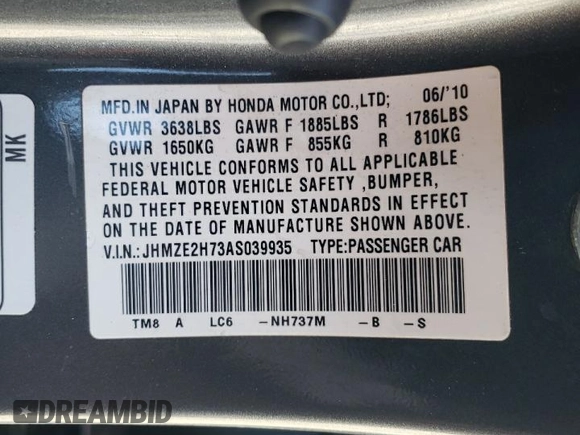 MFD.IN JAPAN BY HONDA MOTOR CO.,LTD; 06/'10
GVWR 3638LBS GAWR F 1885LBS R 1786LBS
GVWR 1650KG GAWR F 855KG R 810KG
THIS VEHICLE CONFORMS TO ALL APPLICABLE
FEDERAL MOTOR VEHICLE SAFETY ,BUMPER,
AND THEFT PREVENTION STANDARDS IN EFFECT
ON THE DATE OF MANUFACTURE SHOWN ABOVE.
V.I.N.:JHMZE2H73AS039935 TYPE:PASSENGER CAR
TM8 A LC6 -NH737M -B -S
MK
DREAMBID